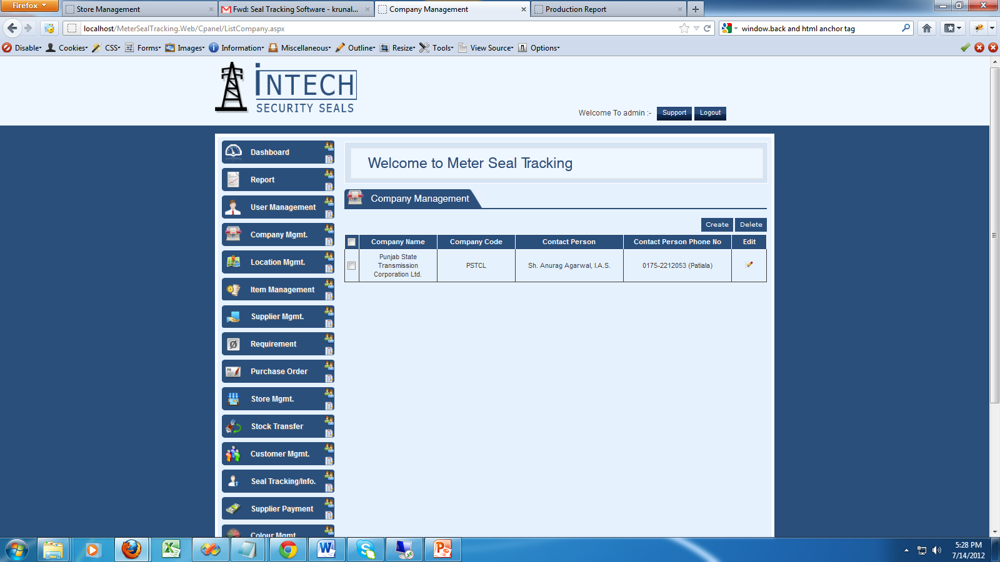 Firefox
Store Management
Fwd: Seal Tracking Software - krunal...
Company Management
Production Report
localhost/MeterSealTracking.Web/Cpanel/ListCompany.aspx
window.back and html anchor tag
Disable
Cookies
CSS
Forms
Images
Information
Miscellaneous
Outline
Resize
Tools
View Source
Options
INTECH
SECURITY SEALS
Welcome To admin :-
Support
Logout
Dashboard
Report
User Management
Company Mgmt.
Location Mgmt.
Item Management
Supplier Mgmt.
Requirement
Purchase Order
Store Mgmt.
Stock Transfer
Customer Mgmt.
Seal Tracking/Info.
Supplier Payment
Colour Mgmt.
Welcome to Meter Seal Tracking
Company Management
Create
Delete
Company Name Company Code Contact Person Contact Person Phone No Edit
Punjab State
Transmission
Corporation Ltd.
PSTCL
Sh. Anurag Agarwal, I.A.S.
0175-2212053 (Patiala)
5:28 PM
7/14/2012